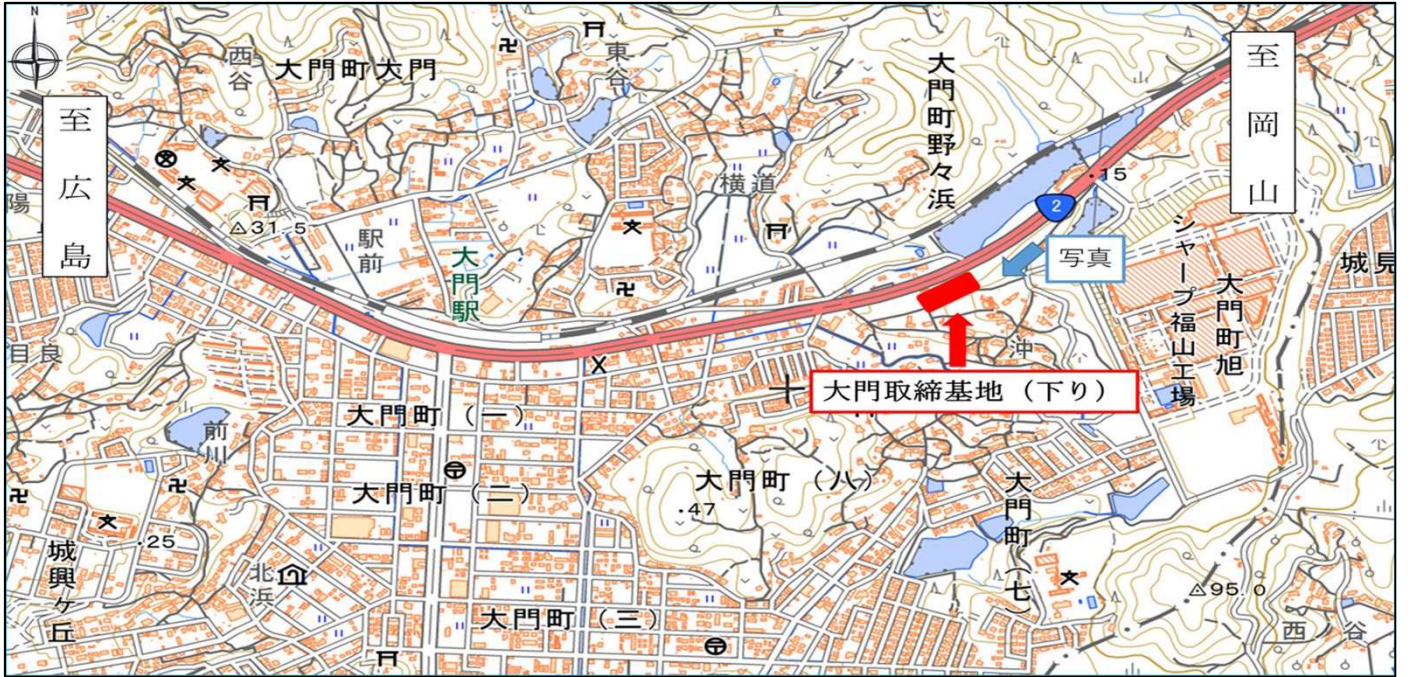 N
西谷
大門町大門
東谷
大門町野々浜
至岡山
至広島
陽
31.5
駅前
大門駅
横道
15
2
写真
シャープ福山工場
大門町旭
城見
目良
沖
大門取締基地（下り）
大門町（一）
前川
大門町（二）
大門町（八）
47
大門町（七）
25
城興ヶ丘
北浜
大門町（三）
95.0
西谷